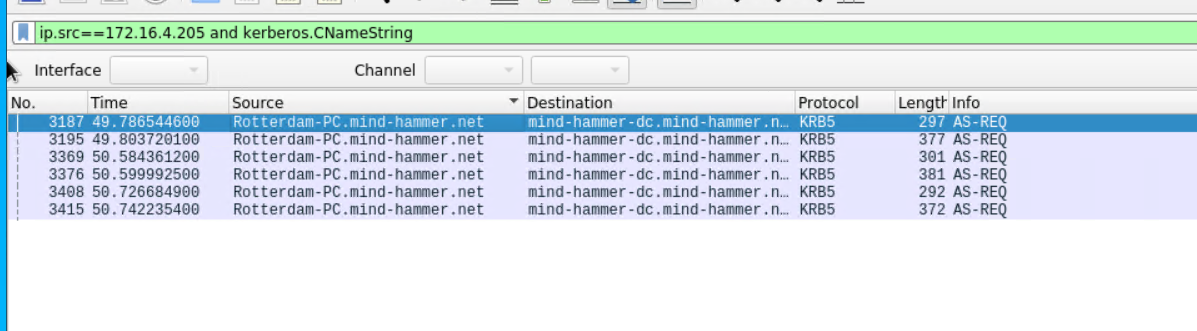 ip.src==172.16.4.205 and kerberos.CNameString
Interface Channel
No. Time Source Destination Protocol Length Info
3187 49.786544600 Rotterdam-PC.mind-hammer.net mind-hammer-dc.mind-hammer.n… KRB5 297 AS-REQ
3195 49.803720100 Rotterdam-PC.mind-hammer.net mind-hammer-dc.mind-hammer.n… KRB5 377 AS-REQ
3369 50.584361200 Rotterdam-PC.mind-hammer.net mind-hammer-dc.mind-hammer.n… KRB5 301 AS-REQ
3376 50.599992500 Rotterdam-PC.mind-hammer.net mind-hammer-dc.mind-hammer.n… KRB5 381 AS-REQ
3408 50.726684900 Rotterdam-PC.mind-hammer.net mind-hammer-dc.mind-hammer.n… KRB5 292 AS-REQ
3415 50.742235400 Rotterdam-PC.mind-hammer.net mind-hammer-dc.mind-hammer.n… KRB5 372 AS-REQ